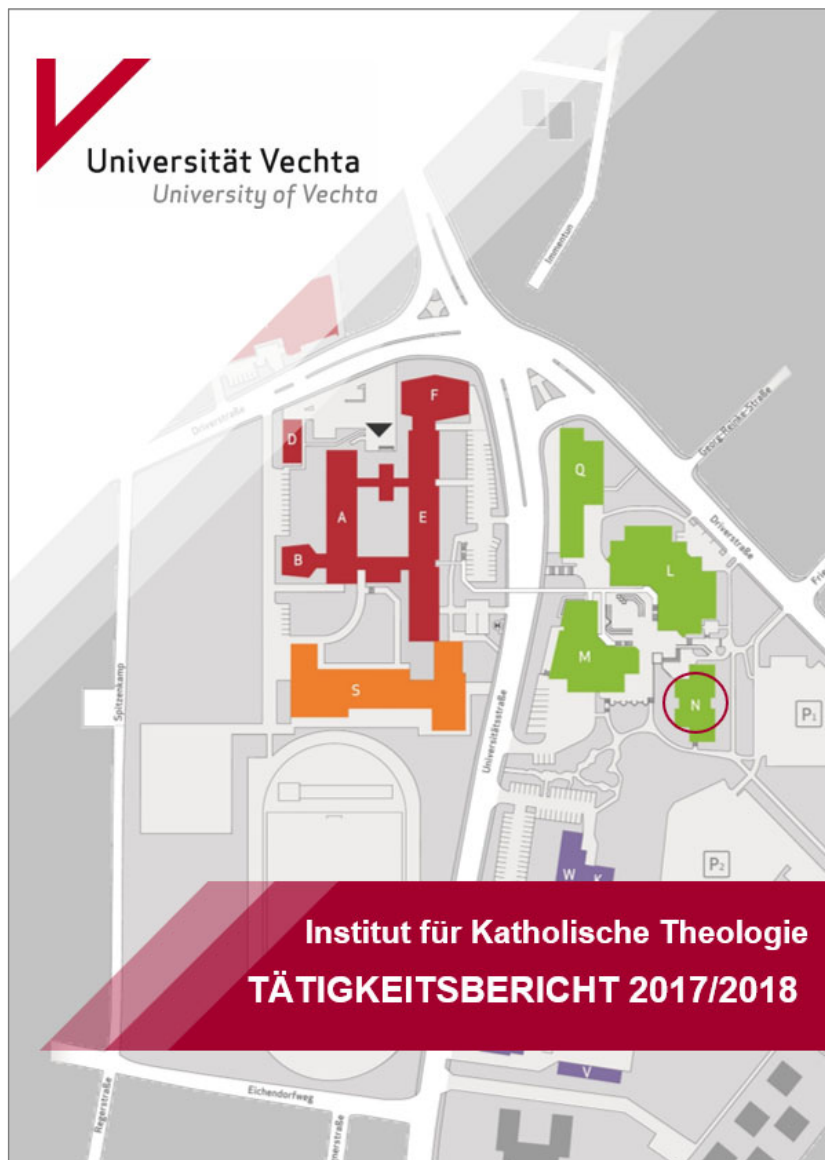 Universität Vechta
University of Vechta
Immentun
Driverstraße
Georg-Reinke-Straße
Driverstraße
F
D
A
E
B
Q
L
M
N
S
P1
P2
Spitzenkamp
Universitätsstraße
W
K
Institut für Katholische Theologie
TÄTIGKEITSBERICHT 2017/2018
V
Regerstraße
Eichendorfweg